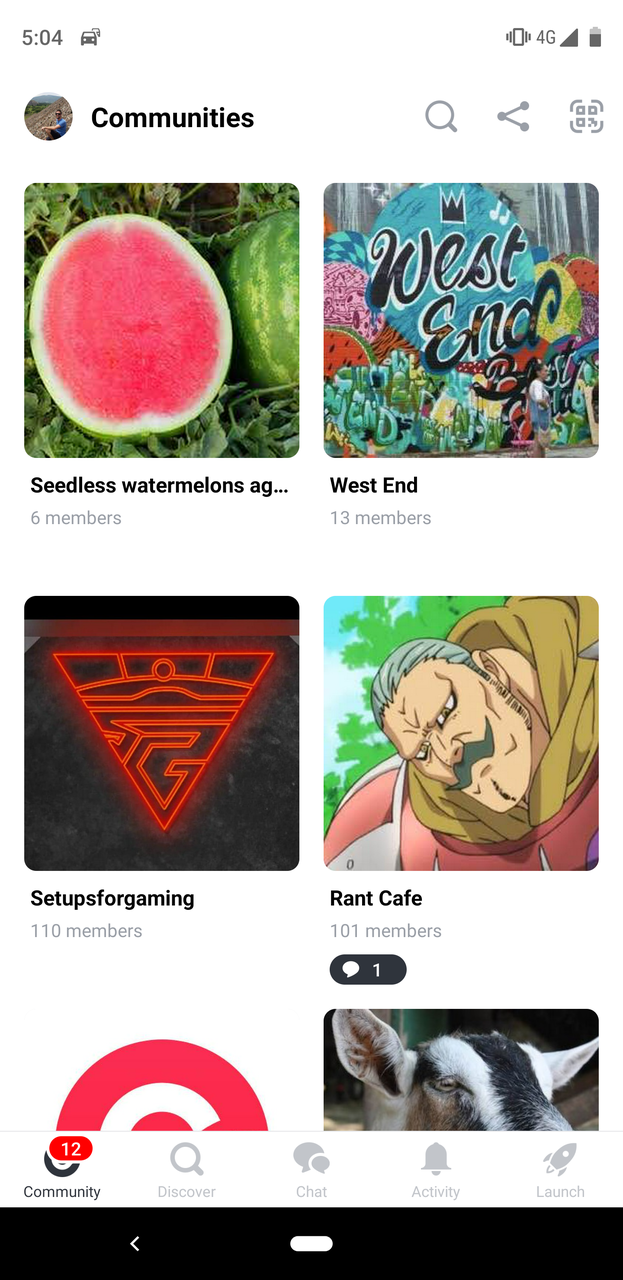 5:04
4G
Communities
West
End
Seedless watermelons ag...
6 members
West End
13 members
Setupsforgaming
110 members
Rant Cafe
101 members
1
12
Community
Discover
Chat
Activity
Launch